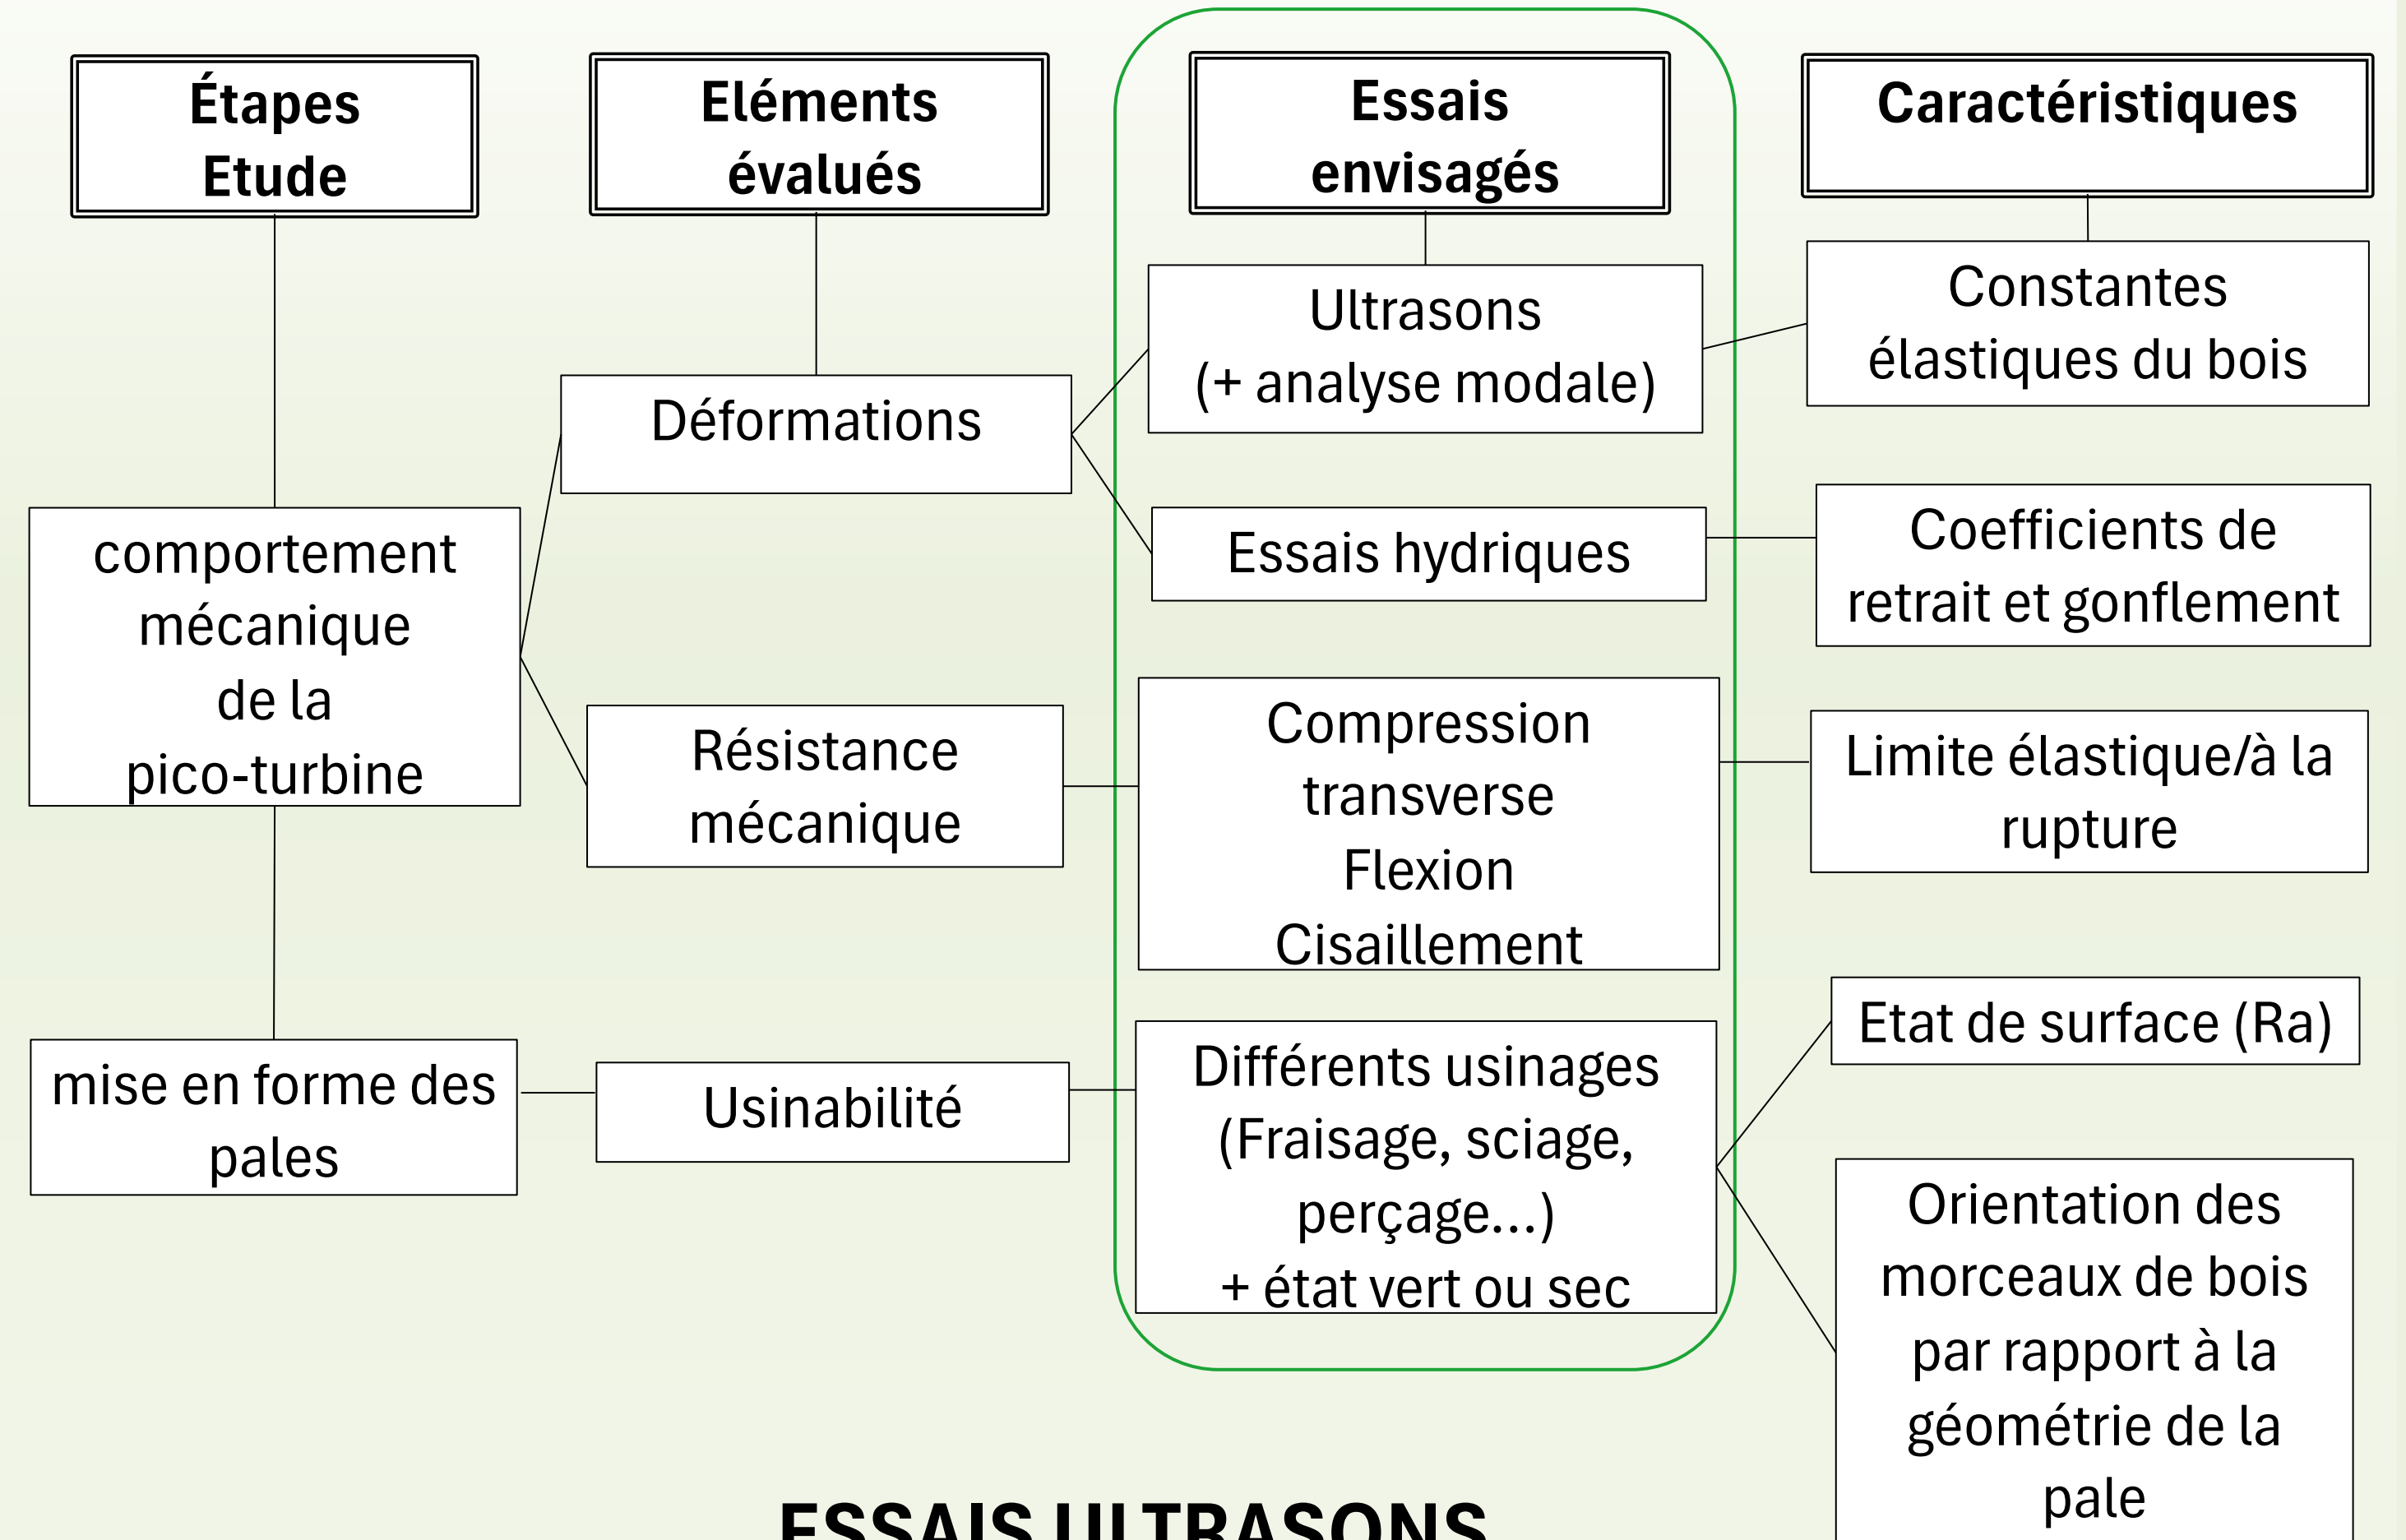 Étapes
Etude
Eléments
évalués
Essais
envisagés
Caractéristiques
Ultrasons
(+ analyse modale)
Constantes
élastiques du bois
Déformations
Essais hydriques
Coefficients de
retrait et gonflement
comportement
mécanique
de la
pico-turbine
Résistance
mécanique
Compression
transverse
Flexion
Cisaillement
Limite élastique/à la
rupture
mise en forme des
pales
Usinabilité
Différents usinages
(Fraisage, sciage,
perçage...)
+ état vert ou sec
Etat de surface (Ra)
Orientation des
morceaux de bois
par rapport à la
géométrie de la
pale
ESSAIS ULTRASONS